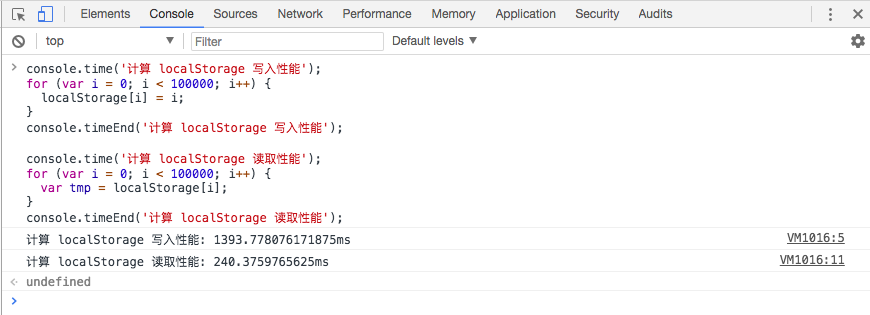 Elements Console Sources Network Performance Memory Application Security Audits
top Filter Default levels
console.time('计算 localStorage 写入性能');
for (var i = 0; i < 100000; i++) {
  localStorage[i] = i;
}
console.timeEnd('计算 localStorage 写入性能');
console.time('计算 localStorage 读取性能');
for (var i = 0; i < 100000; i++) {
  var tmp = localStorage[i];
}
console.timeEnd('计算 localStorage 读取性能');
计算 localStorage 写入性能: 1393.778076171875ms VM1016:5
计算 localStorage 读取性能: 240.3759765625ms VM1016:11
undefined